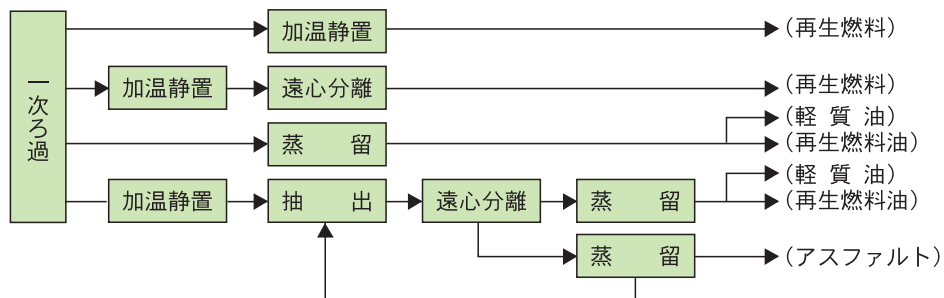 一次ろ過
加温静置
(再生燃料)
加温静置
遠心分離
(再生燃料)
蒸 留
(軽 質 油)
(再生燃料油)
加温静置
抽 出
遠心分離
蒸 留
(軽 質 油)
(再生燃料油)
蒸 留
(アスファルト)